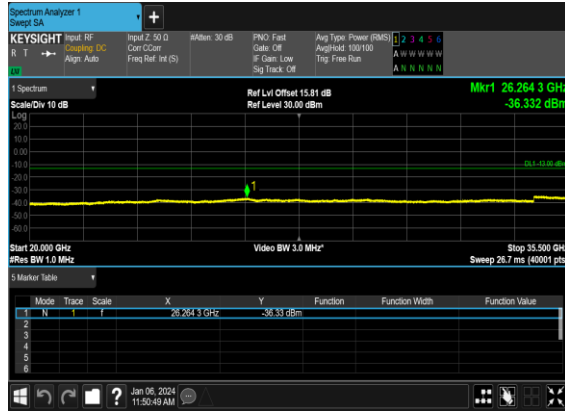 Spectrum Analyzer 1
Swept SA
+
KEYSIGHT
R T
LXI
Input: RF
Coupling: DC
Align: Auto
Input Z: 50 Ω
Corr CCorr
Freq Ref: Int (S)
#Atten: 30 dB
PNO: Fast
Gate: Off
IF Gain: Low
Sig Track: Off
Avg Type: Power (RMS)
Avg|Hold: 100/100
Trig: Free Run
1 2 3 4 5 6
A W W W W W
A N N N N N
1 Spectrum
Scale/Div 10 dB
Ref Lvl Offset 15.81 dB
Ref Level 30.00 dBm
Mkr1 26.264 3 GHz
-36.332 dBm
Log
20.0
10.0
0.00
-10.0
-20.0
-30.0
-40.0
-50.0
-60.0
DL1 -13.00 dBm
1
Start 20.000 GHz
#Res BW 1.0 MHz
Video BW 3.0 MHz*
Stop 35.500 GHz
Sweep 26.7 ms (40001 pts)
5 Marker Table
Mode Trace Scale X Y Function Function Width Function Value
1 N 1 f 26.264 3 GHz -36.33 dBm
2
3
4
5
6
?
Jan 06, 2024
11:50:49 AM